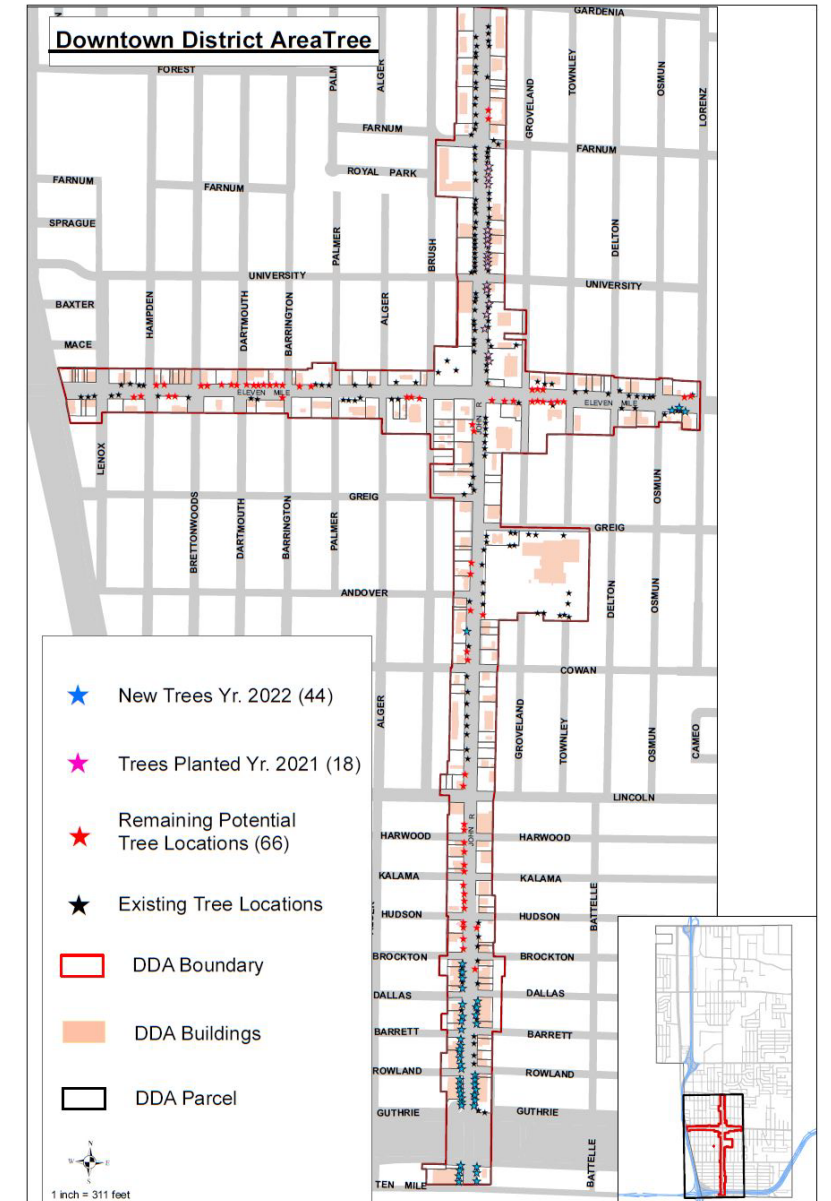 GARDENIA
Downtown District AreaTree
FOREST
PALM
ALGER
GROVELAND
TOWNLEY
OSMUN
LORENZ
FARNUM
FARNUM
ROYAL PARK
FARNUM
FARNUM
SPRAGUE
PALMER
BRUSH
DELTON
UNIVERSITY
UNIVERSITY
BAXTER
HAMPDEN
DARTMOUTH
BARRINGTON
ALGER
MACE
ELEVEN MILE
ELEVEN MILE
JOHN R
LENOX
GREIG
BRETTONWOODS
DARTMOUTH
BARRINGTON
PALMER
OSMUN
GREIG
ANDOVER
DELTON
OSMUN
COWAN
ALGER
GROVELAND
TOWNLEY
OSMUN
CAMEO
LINCOLN
JOHN R
HARWOOD
HARWOOD
KALAMA
KALAMA
HUDSON
HUDSON
BATTELLE
BROCKTON
BROCKTON
DALLAS
DALLAS
BARRETT
BARRETT
ROWLAND
ROWLAND
GUTHRIE
GUTHRIE
BATTELLE
TEN MILE
New Trees Yr. 2022 (44)
Trees Planted Yr. 2021 (18)
Remaining Potential
Tree Locations (66)
Existing Tree Locations
DDA Boundary
DDA Buildings
DDA Parcel
N
W
E
S
1 inch = 311 feet